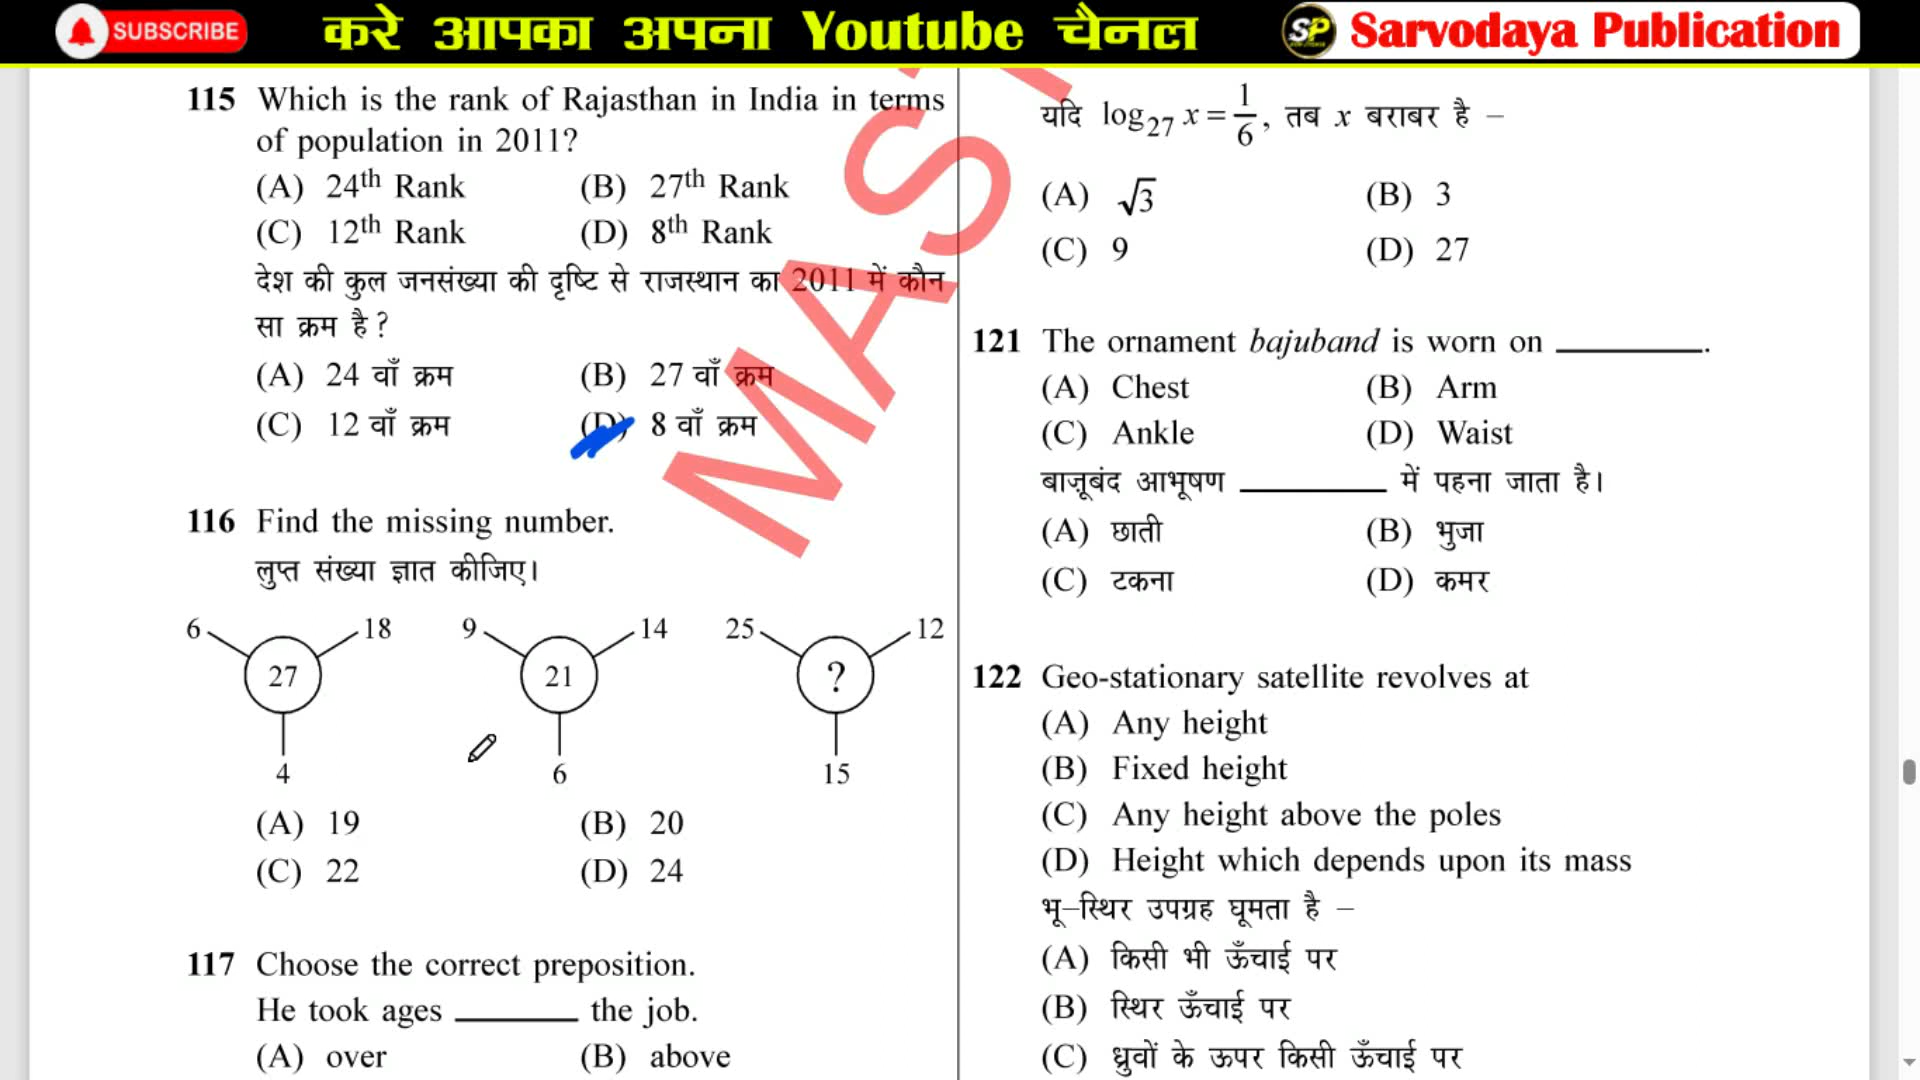 SUBSCRIBE करे आपका अपना Youtube चैनल SP Sarvodaya Publication
115 Which is the rank of Rajasthan in India in terms
of population in 2011?
(A) 24th Rank (B) 27th Rank
(C) 12th Rank (D) 8th Rank
देश की कुल जनसंख्या की दृष्टि से राजस्थान का 2011 में कौन
सा क्रम है ?
(A) 24 वाँ क्रम (B) 27 वाँ क्रम
(C) 12 वाँ क्रम (D) 8 वाँ क्रम
116 Find the missing number.
लुप्त संख्या ज्ञात कीजिए।
6 18 9 14 25 12
27 21 ?
4 6 15
(A) 19 (B) 20
(C) 22 (D) 24
117 Choose the correct preposition.
He took ages ________ the job.
(A) over (B) above
यदि log27 x = 1/6, तब x बराबर है –
(A) √3 (B) 3
(C) 9 (D) 27
121 The ornament bajuband is worn on ________.
(A) Chest (B) Arm
(C) Ankle (D) Waist
बाजूबंद आभूषण ________ में पहना जाता है।
(A) छाती (B) भुजा
(C) टकना (D) कमर
122 Geo-stationary satellite revolves at
(A) Any height
(B) Fixed height
(C) Any height above the poles
(D) Height which depends upon its mass
भू–स्थिर उपग्रह घूमता है –
(A) किसी भी ऊँचाई पर
(B) स्थिर ऊँचाई पर
(C) ध्रुवों के ऊपर किसी ऊँचाई पर